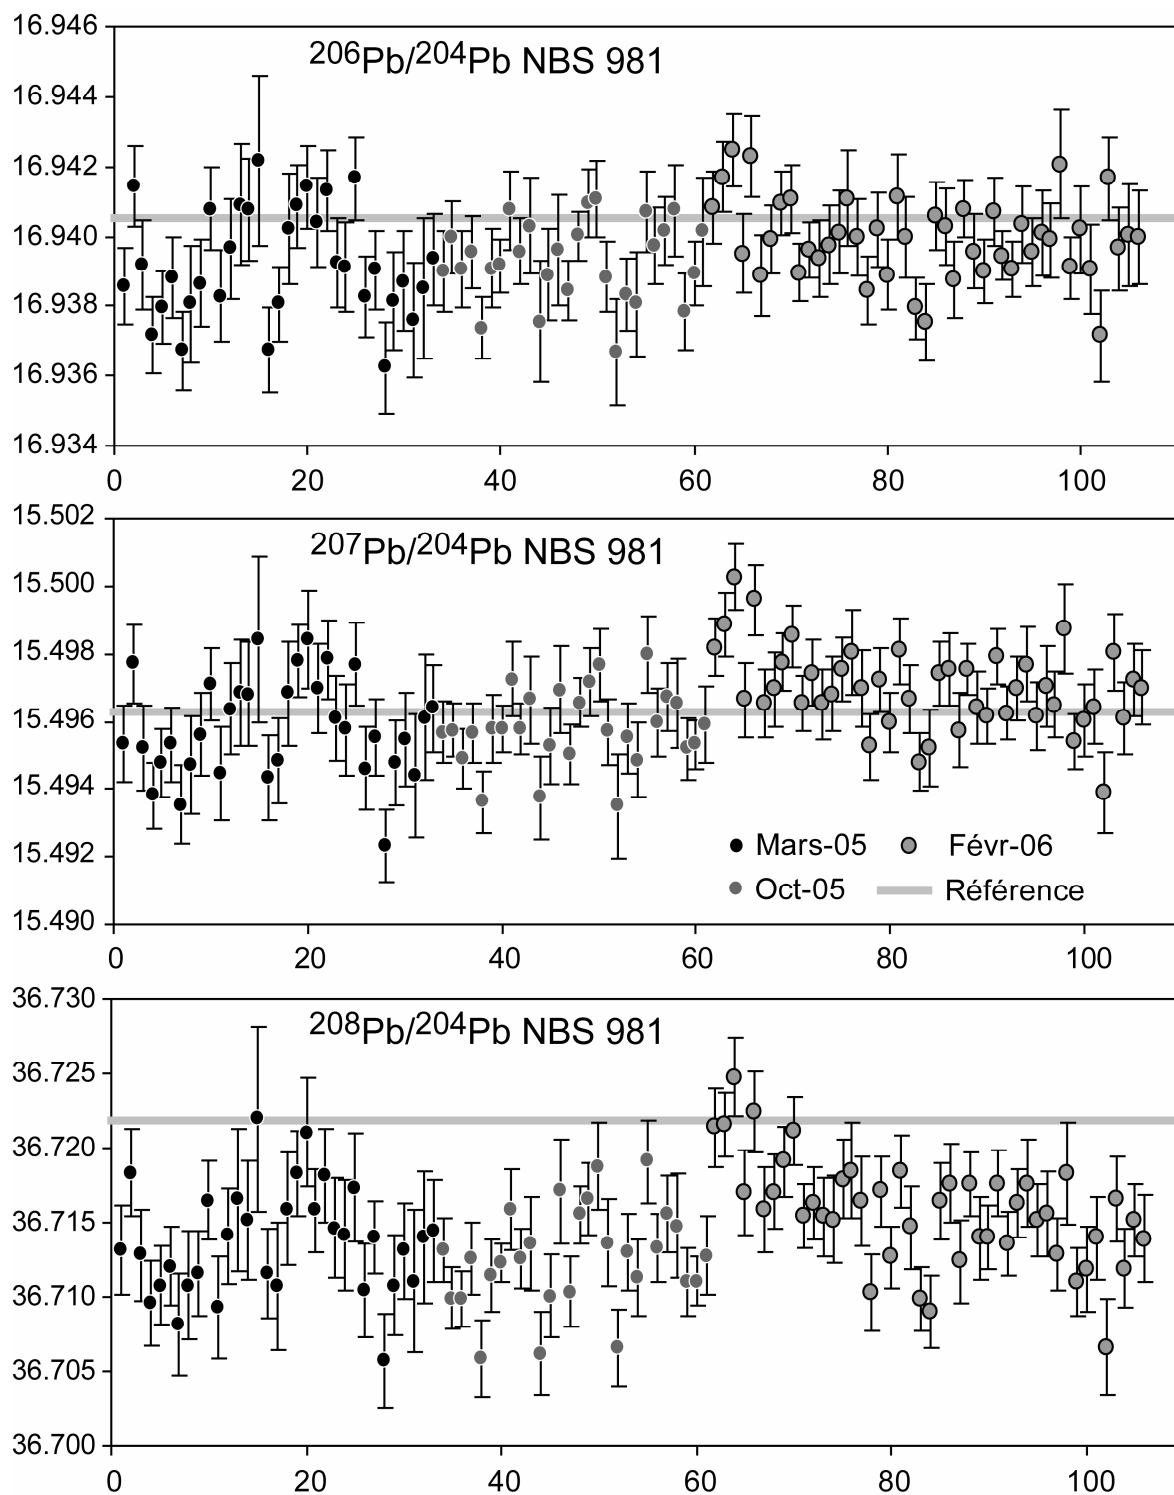 ²⁰⁶Pb/²⁰⁴Pb NBS 981
16.946
16.944
16.942
16.940
16.938
16.936
16.934
0 20 40 60 80 100
²⁰⁷Pb/²⁰⁴Pb NBS 981
15.502
15.500
15.498
15.496
15.494
15.492
15.490
Mars-05 Févr-06
Oct-05 Référence
0 20 40 60 80 100
²⁰⁸Pb/²⁰⁴Pb NBS 981
36.730
36.725
36.720
36.715
36.710
36.705
36.700
0 20 40 60 80 100